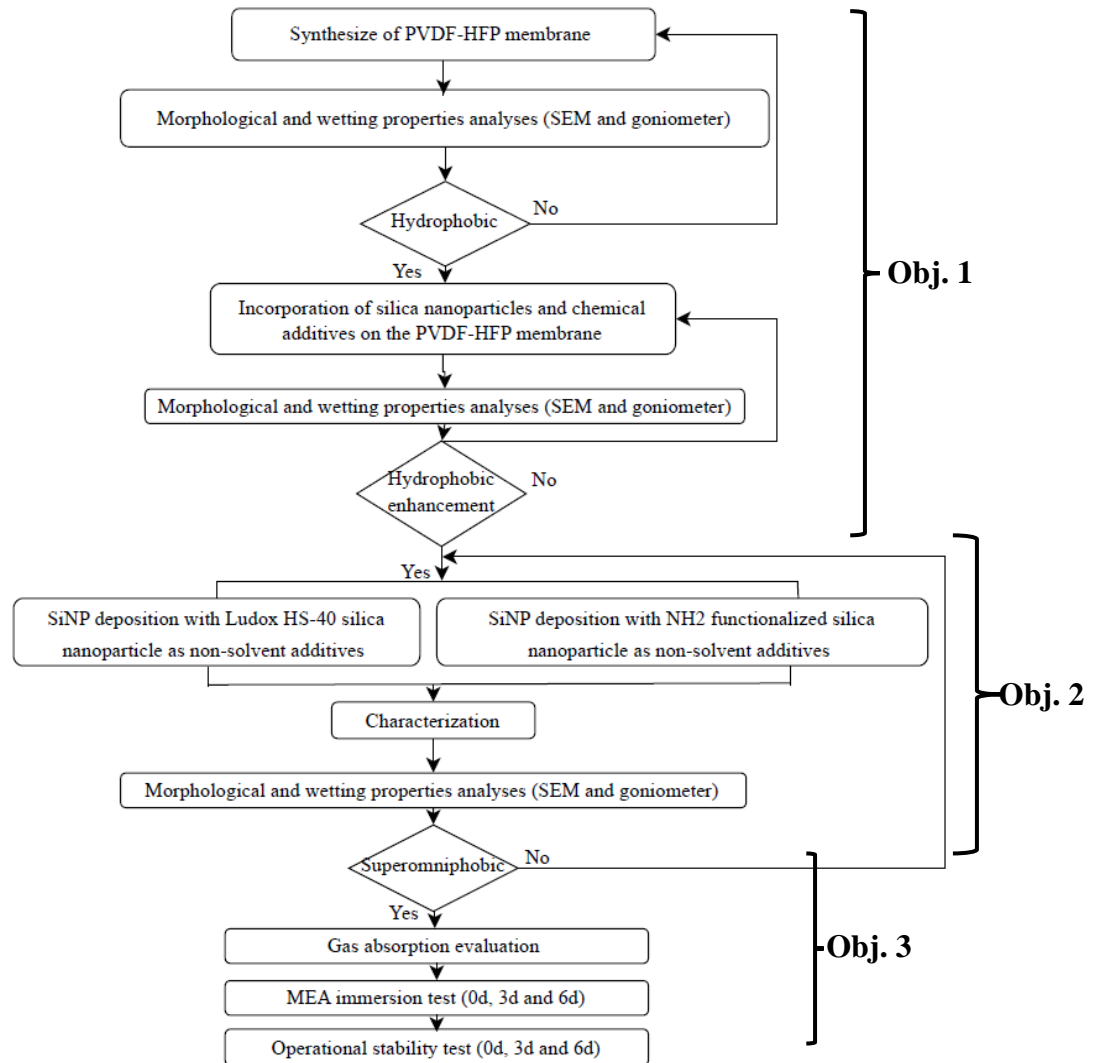 Synthesize of PVDF-HFP membrane
Morphological and wetting properties analyses (SEM and goniometer)
Hydrophobic
No
Yes
Obj. 1
Incorporation of silica nanoparticles and chemical
additives on the PVDF-HFP membrane
Morphological and wetting properties analyses (SEM and goniometer)
Hydrophobic
enhancement
No
Yes
SiNP deposition with Ludox HS-40 silica
nanoparticle as non-solvent additives
SiNP deposition with NH2 functionalized silica
nanoparticle as non-solvent additives
Obj. 2
Characterization
Morphological and wetting properties analyses (SEM and goniometer)
Superomniphobic
No
Yes
Gas absorption evaluation
Obj. 3
MEA immersion test (0d, 3d and 6d)
Operational stability test (0d, 3d and 6d)